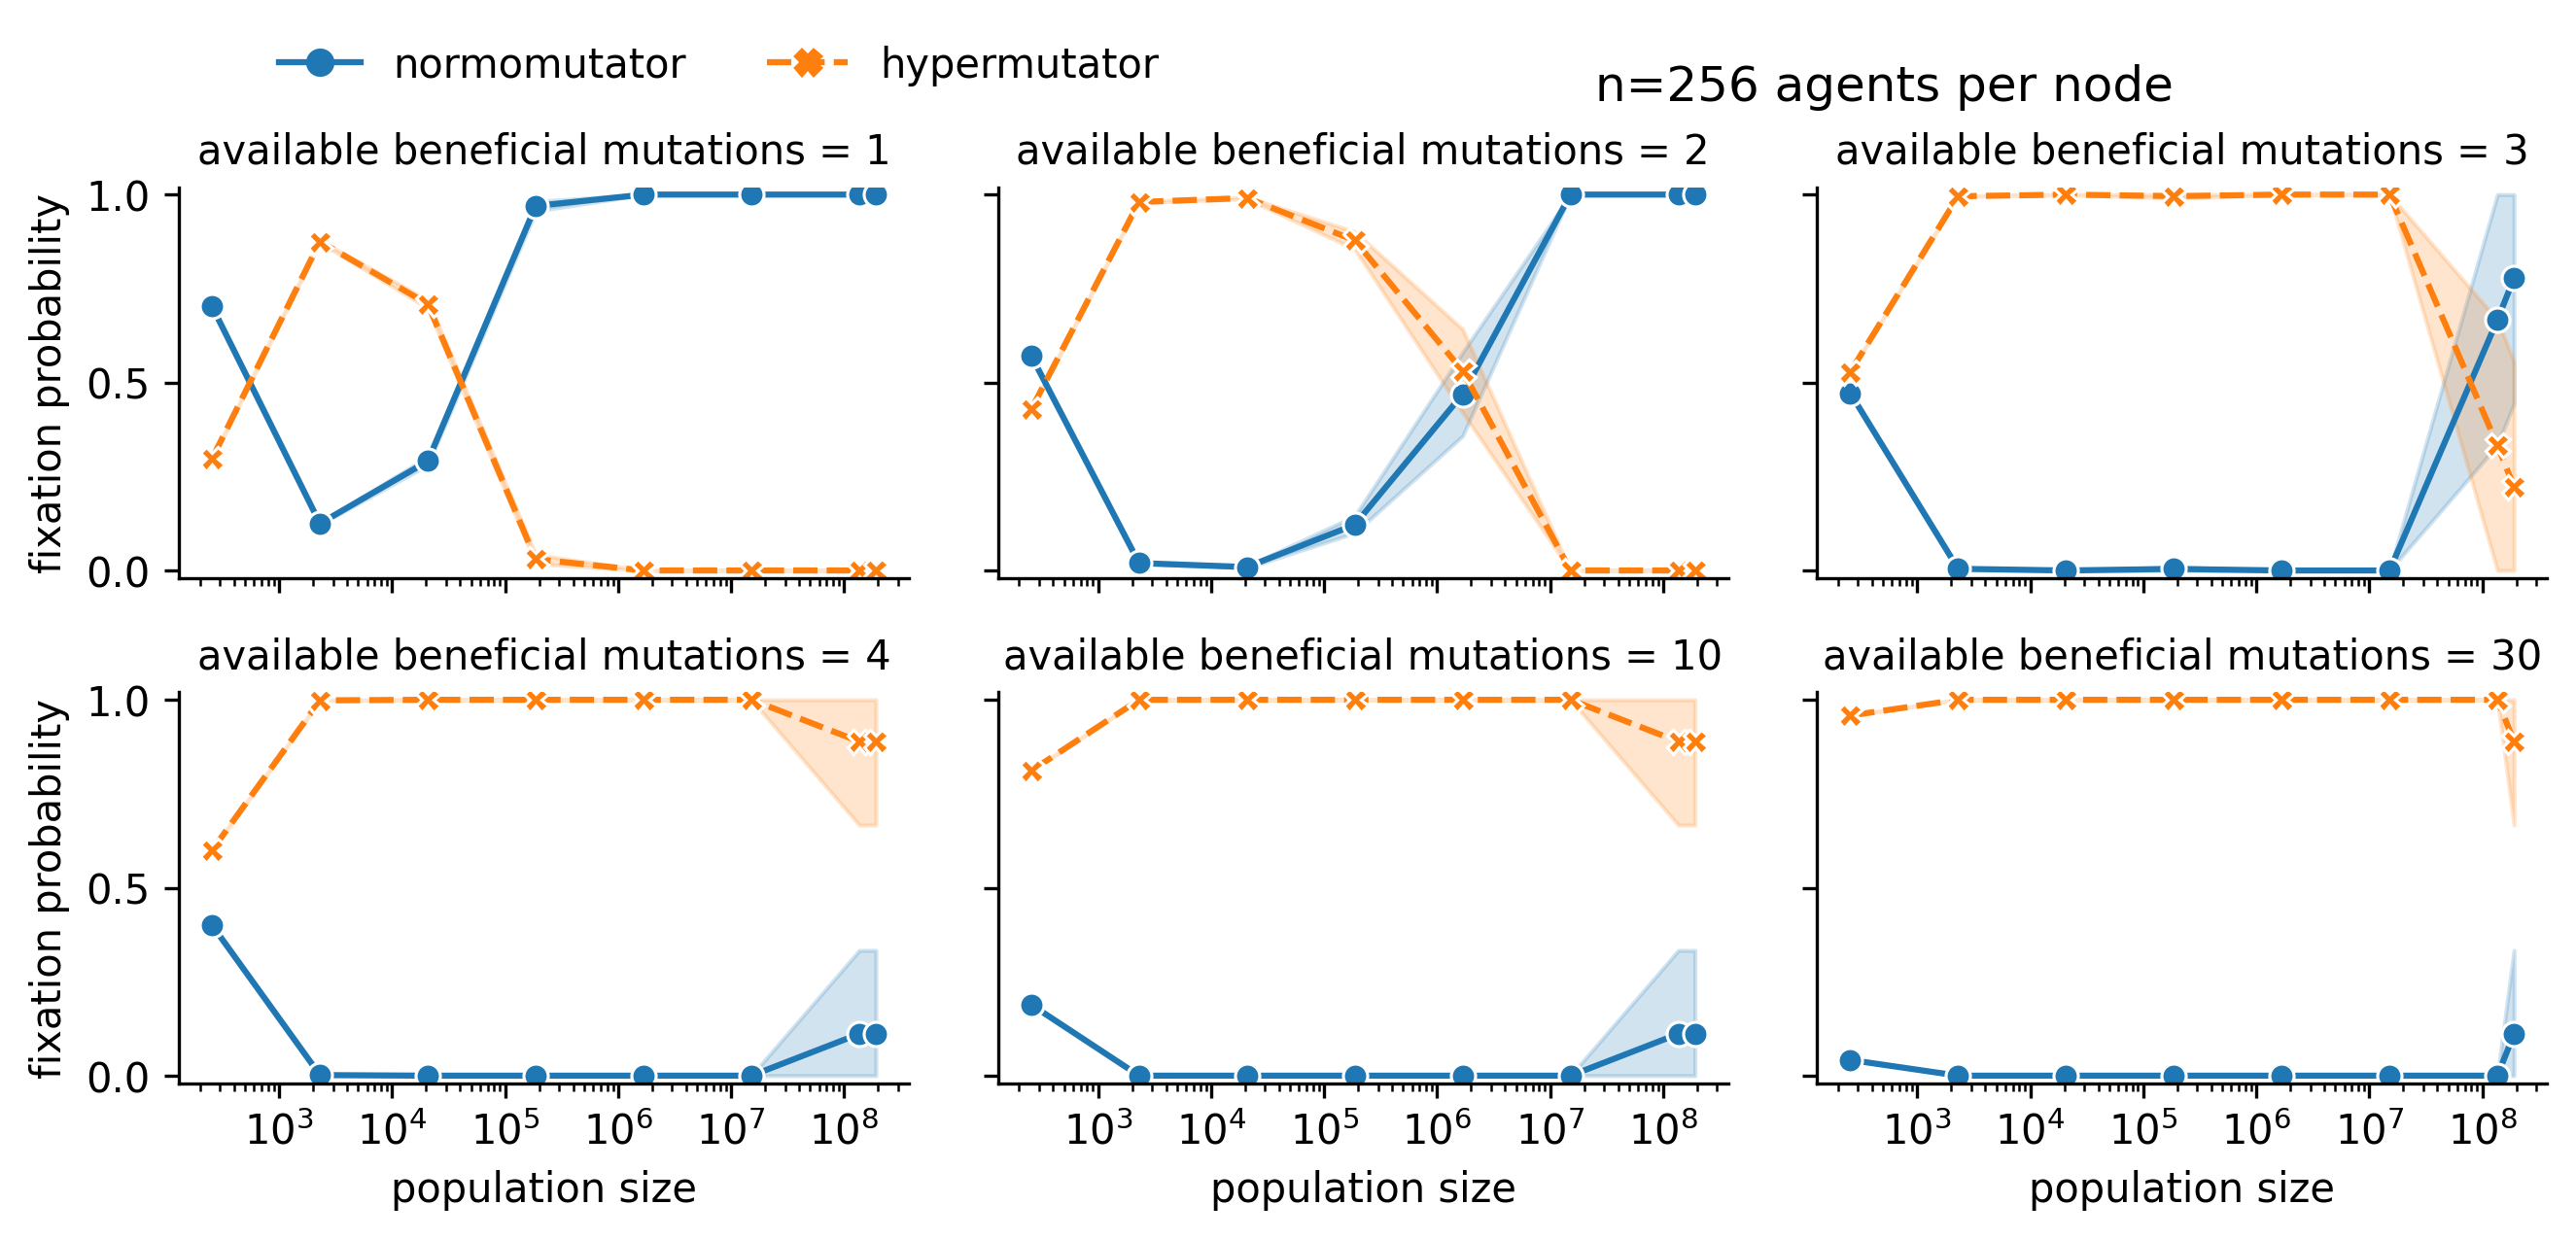 normomutator
hypermutator
n=256 agents per node
available beneficial mutations = 1
available beneficial mutations = 2
available beneficial mutations = 3
fixation probability
1.0
0.5
0.0
available beneficial mutations = 4
available beneficial mutations = 10
available beneficial mutations = 30
fixation probability
1.0
0.5
0.0
10³ 10⁴ 10⁵ 10⁶ 10⁷ 10⁸
10³ 10⁴ 10⁵ 10⁶ 10⁷ 10⁸
10³ 10⁴ 10⁵ 10⁶ 10⁷ 10⁸
population size
population size
population size